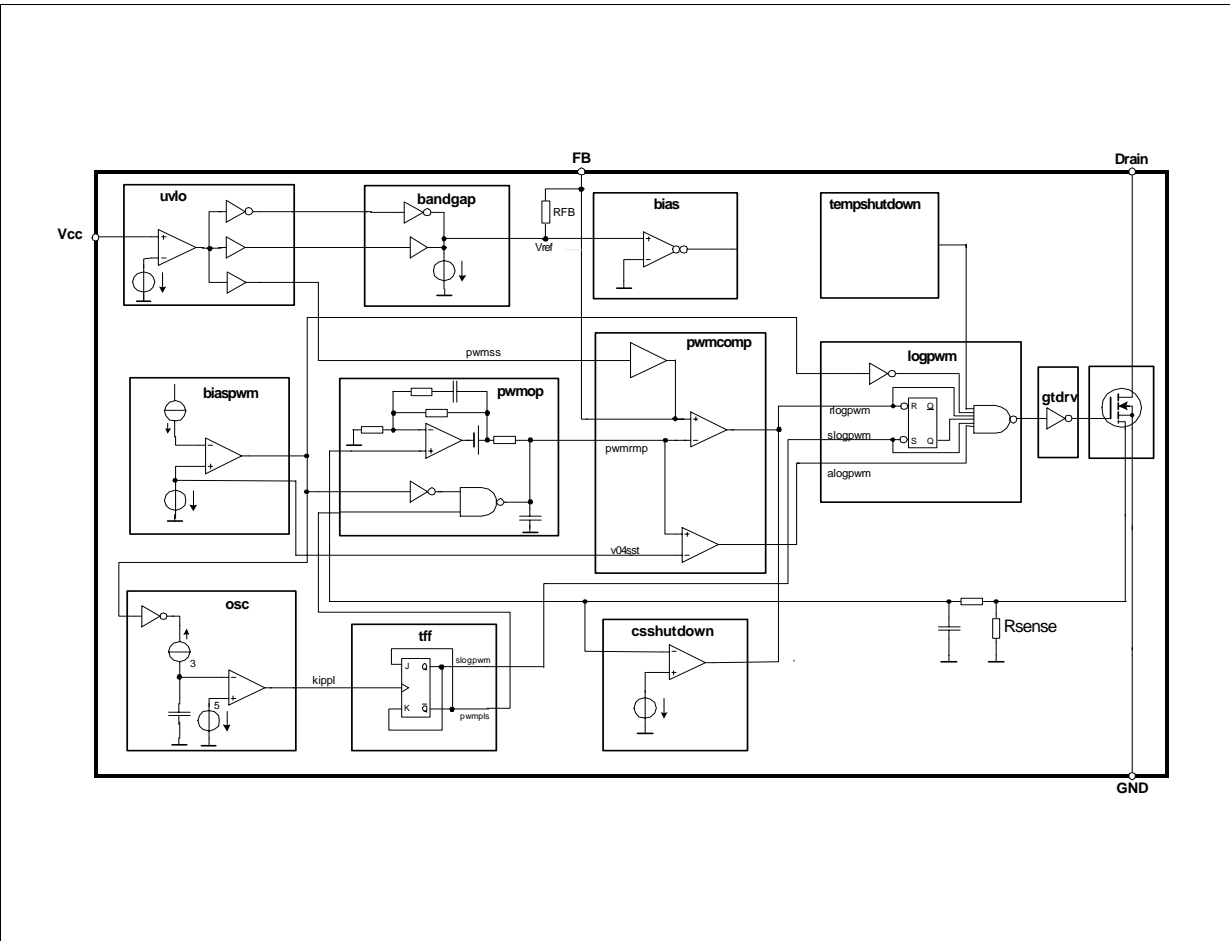 FB
Drain
uvlo
bandgap
bias
tempshutdown
RFB
Vcc
Vref
pwmss
pwmcomp
logpwm
biaspwm
pwmop
gtdrv
rlogpwm
R Q
slogpwm
S Q
pwmrmp
alogpwm
v04sst
osc
tff
csshutdown
Rsense
J Q
slogpwm
3
kippl
5
K Q
pwmpls
GND